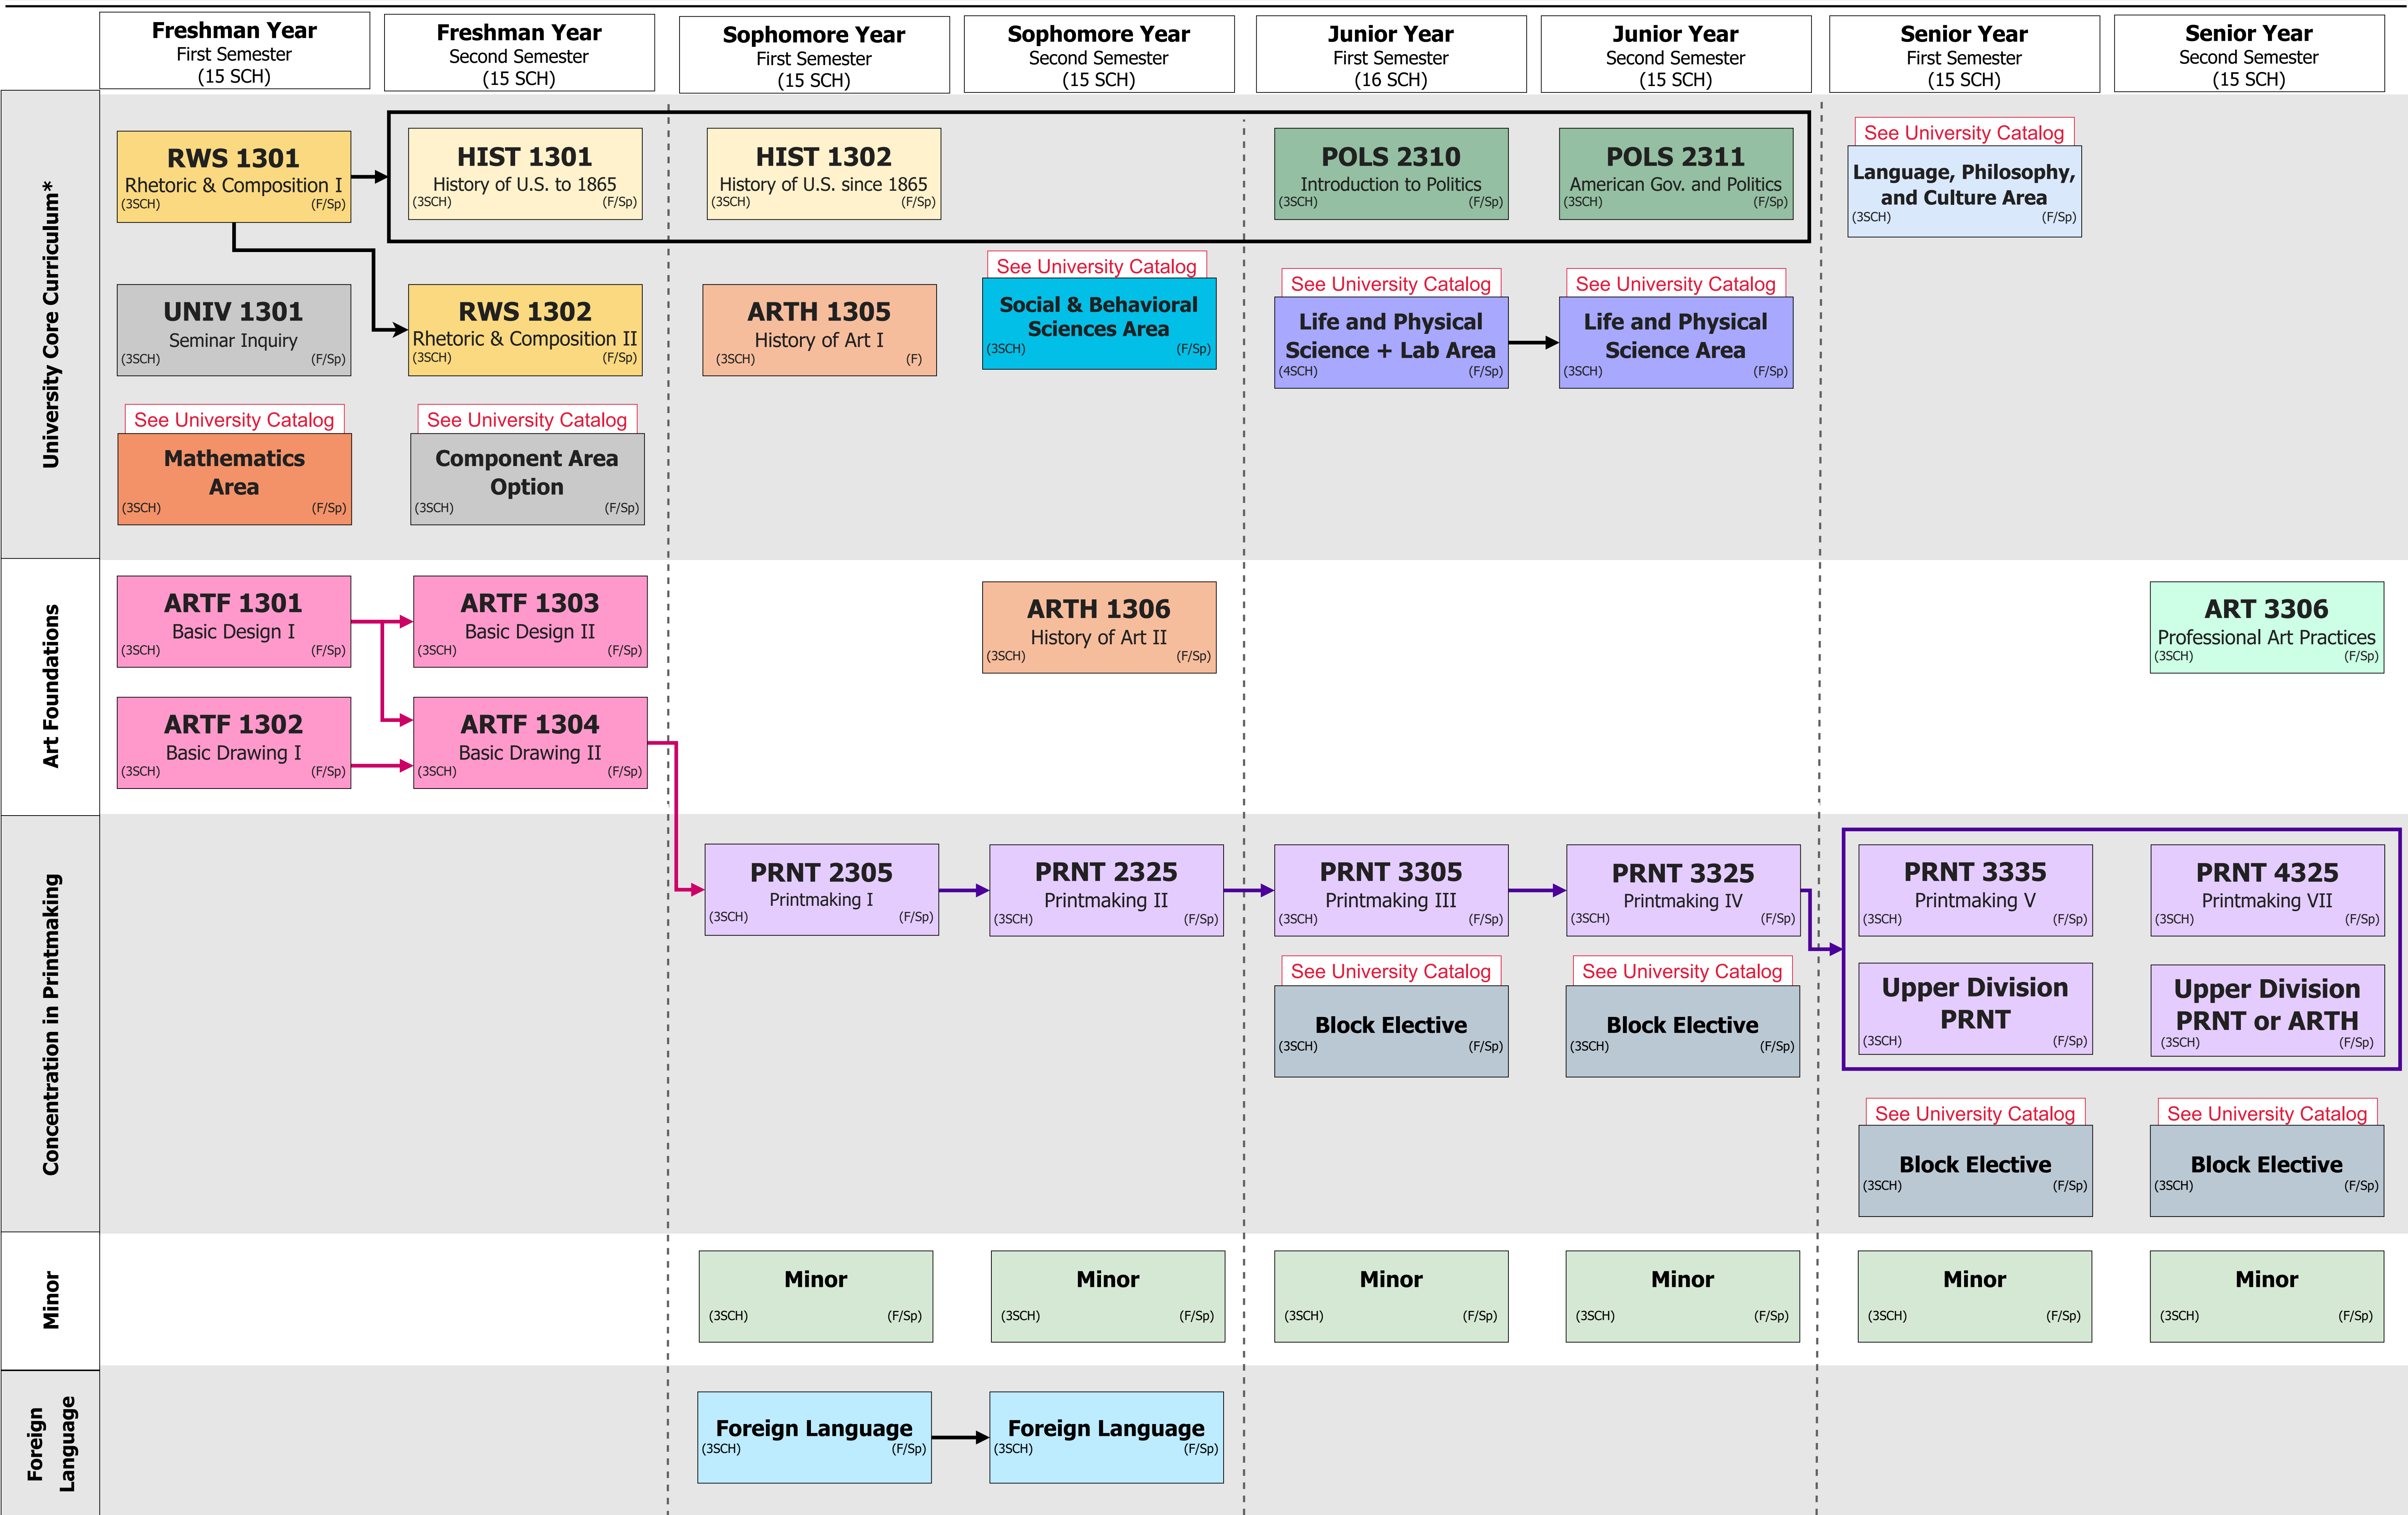 Freshman Year
First Semester
(15 SCH)
Freshman Year
Second Semester
(15 SCH)
Sophomore Year
First Semester
(15 SCH)
Sophomore Year
Second Semester
(15 SCH)
Junior Year
First Semester
(16 SCH)
Junior Year
Second Semester
(15 SCH)
Senior Year
First Semester
(15 SCH)
Senior Year
Second Semester
(15 SCH)
University Core Curriculum*
RWS 1301
Rhetoric & Composition I
(3SCH) (F/Sp)
HIST 1301
History of U.S. to 1865
(3SCH) (F/Sp)
HIST 1302
History of U.S. since 1865
(3SCH) (F/Sp)
POLS 2310
Introduction to Politics
(3SCH) (F/Sp)
POLS 2311
American Gov. and Politics
(3SCH) (F/Sp)
See University Catalog
Language, Philosophy,
and Culture Area
(3SCH) (F/Sp)
UNIV 1301
Seminar Inquiry
(3SCH) (F/Sp)
RWS 1302
Rhetoric & Composition II
(3SCH) (F/Sp)
ARTH 1305
History of Art I
(3SCH) (F)
See University Catalog
Social & Behavioral
Sciences Area
(3SCH) (F/Sp)
See University Catalog
Life and Physical
Science + Lab Area
(4SCH) (F/Sp)
See University Catalog
Life and Physical
Science Area
(3SCH) (F/Sp)
See University Catalog
Mathematics
Area
(3SCH) (F/Sp)
See University Catalog
Component Area
Option
(3SCH) (F/Sp)
Art Foundations
ARTF 1301
Basic Design I
(3SCH) (F/Sp)
ARTF 1303
Basic Design II
(3SCH) (F/Sp)
ARTH 1306
History of Art II
(3SCH) (F/Sp)
ART 3306
Professional Art Practices
(3SCH) (F/Sp)
ARTF 1302
Basic Drawing I
(3SCH) (F/Sp)
ARTF 1304
Basic Drawing II
(3SCH) (F/Sp)
Concentration in Printmaking
PRNT 2305
Printmaking I
(3SCH) (F/Sp)
PRNT 2325
Printmaking II
(3SCH) (F/Sp)
PRNT 3305
Printmaking III
(3SCH) (F/Sp)
PRNT 3325
Printmaking IV
(3SCH) (F/Sp)
PRNT 3335
Printmaking V
(3SCH) (F/Sp)
PRNT 4325
Printmaking VII
(3SCH) (F/Sp)
See University Catalog
Block Elective
(3SCH) (F/Sp)
See University Catalog
Block Elective
(3SCH) (F/Sp)
Upper Division
PRNT
(3SCH) (F/Sp)
Upper Division
PRNT or ARTH
(3SCH) (F/Sp)
See University Catalog
Block Elective
(3SCH) (F/Sp)
See University Catalog
Block Elective
(3SCH) (F/Sp)
Minor
Minor
(3SCH) (F/Sp)
Minor
(3SCH) (F/Sp)
Minor
(3SCH) (F/Sp)
Minor
(3SCH) (F/Sp)
Minor
(3SCH) (F/Sp)
Minor
(3SCH) (F/Sp)
Foreign
Language
Foreign Language
(3SCH) (F/Sp)
Foreign Language
(3SCH) (F/Sp)